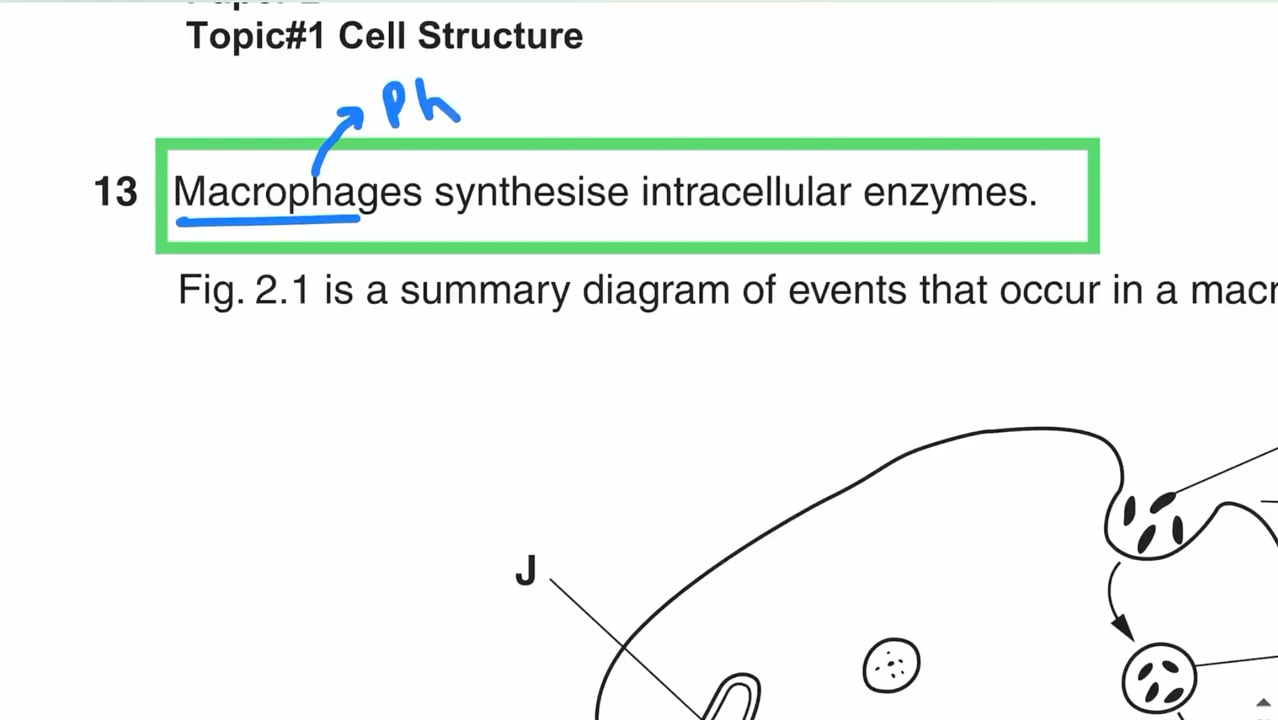 Topic#1 Cell Structure
Ph
13 Macrophages synthesise intracellular enzymes.
Fig. 2.1 is a summary diagram of events that occur in a macr
J